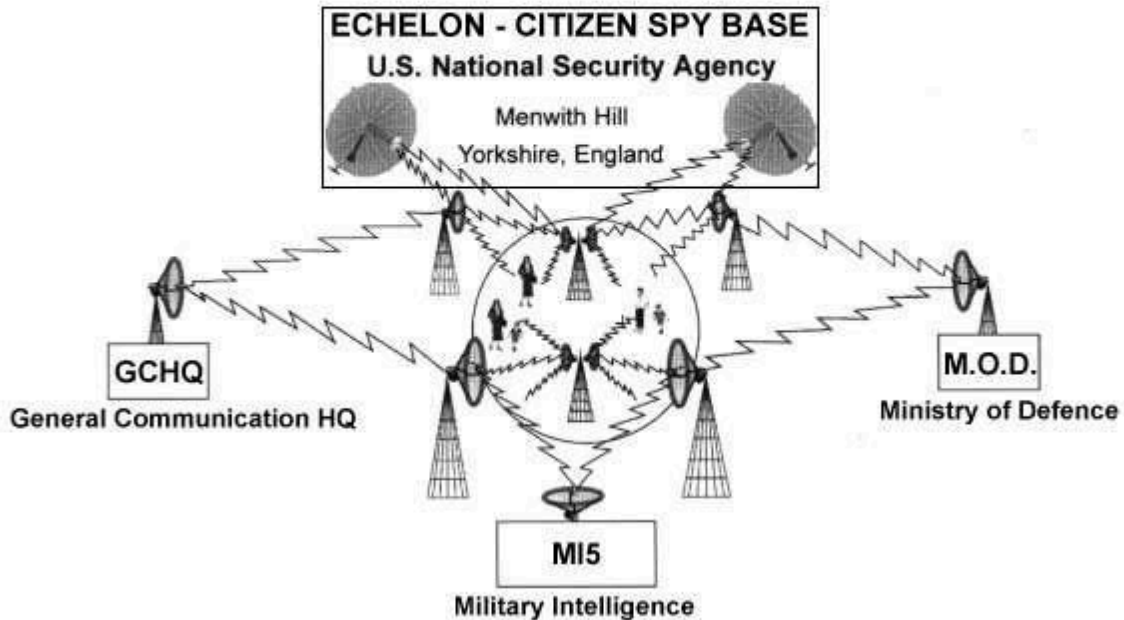 ECHELON - CITIZEN SPY BASE
U.S. National Security Agency
Menwith Hill
Yorkshire, England
GCHQ
General Communication HQ
M.O.D.
Ministry of Defence
MI5
Military Intelligence